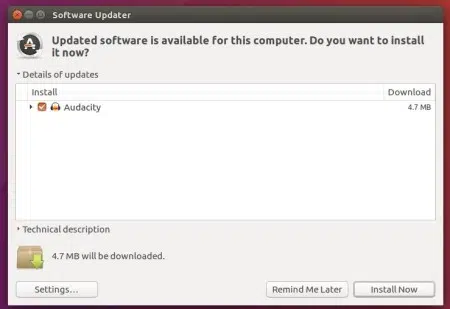 Software Updater
Updated software is available for this computer. Do you want to install
it now?
Details of updates
Install Download
Audacity 4.7 MB
Technical description
4.7 MB will be downloaded.
Settings... Remind Me Later Install Now